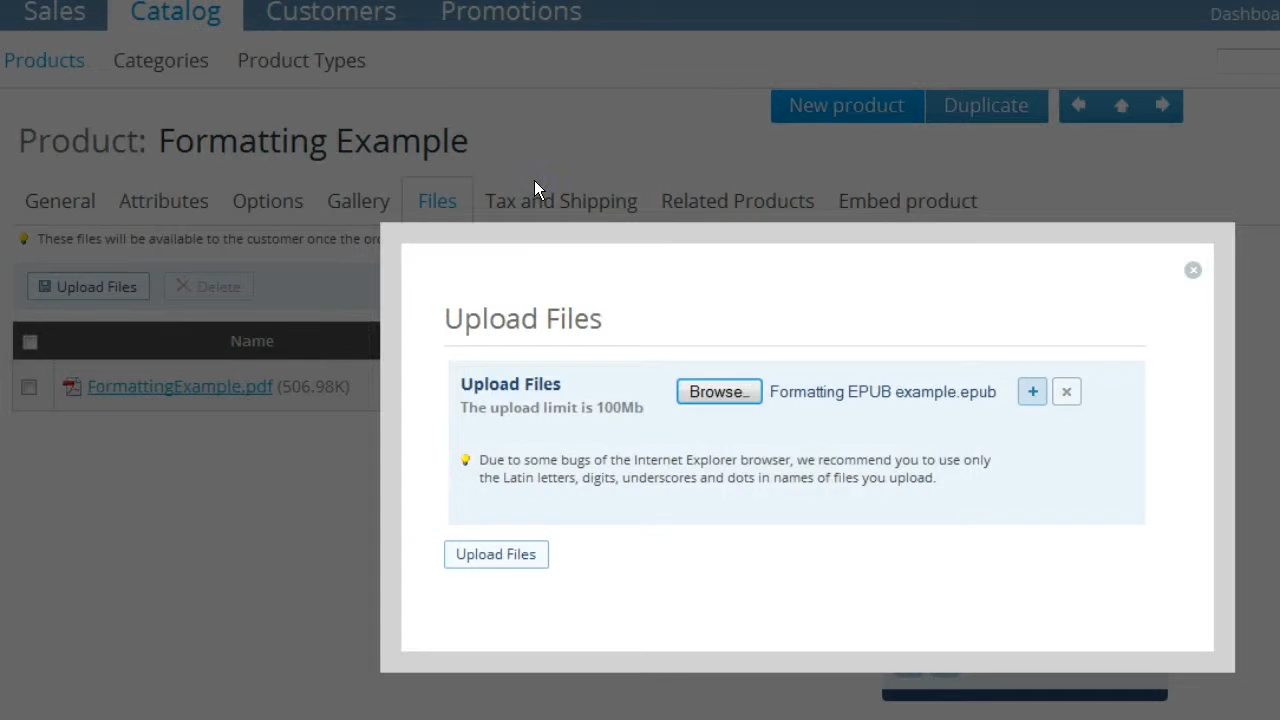 Sales Catalog Customers Promotions Dashboa
Products Categories Product Types
New product Duplicate
Product: Formatting Example
General Attributes Options Gallery Files Tax and Shipping Related Products Embed product
These files will be available to the customer once the ord
Upload Files Delete
Name
FormattingExample.pdf (506.98K)
Upload Files
Upload Files
The upload limit is 100Mb
Browse... Formatting EPUB example.epub
Due to some bugs of the Internet Explorer browser, we recommend you to use only
the Latin letters, digits, underscores and dots in names of files you upload.
Upload Files